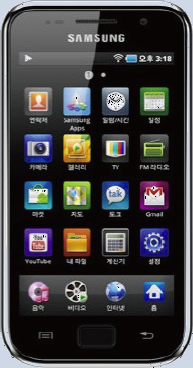 SAMSUNG
오후 3:18
연락처 Samsung Apps 알람/시간 일정
카메라 갤러리 TV FM 라디오
마켓 지도 토크 Gmail
talk
YouTube 내 파일 계산기 설정
음악 비디오 인터넷 홈